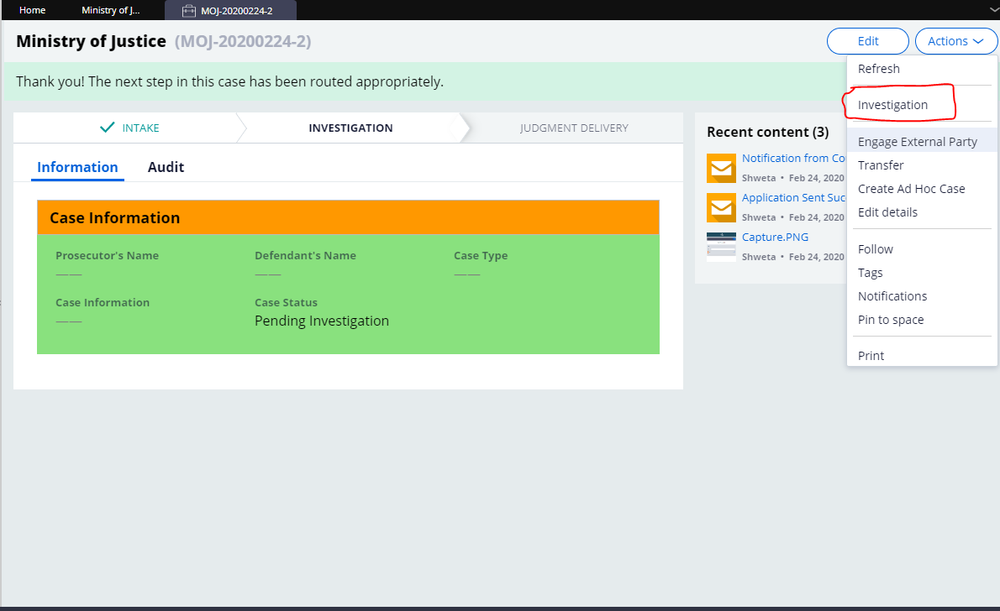 Home Ministry of J... MOJ-20200224-2
Ministry of Justice (MOJ-20200224-2) Edit Actions
Thank you! The next step in this case has been routed appropriately.
INTAKE INVESTIGATION JUDGMENT DELIVERY
Information Audit
Case Information
Prosecutor's Name Defendant's Name Case Type
—— —— ——
Case Information Case Status
—— Pending Investigation
Recent content (3)
Notification from Co
Shweta • Feb 24, 2020
Application Sent Suc
Shweta • Feb 24, 2020
Capture.PNG
Shweta • Feb 24, 2020
Refresh
Investigation
Engage External Party
Transfer
Create Ad Hoc Case
Edit details
Follow
Tags
Notifications
Pin to space
Print